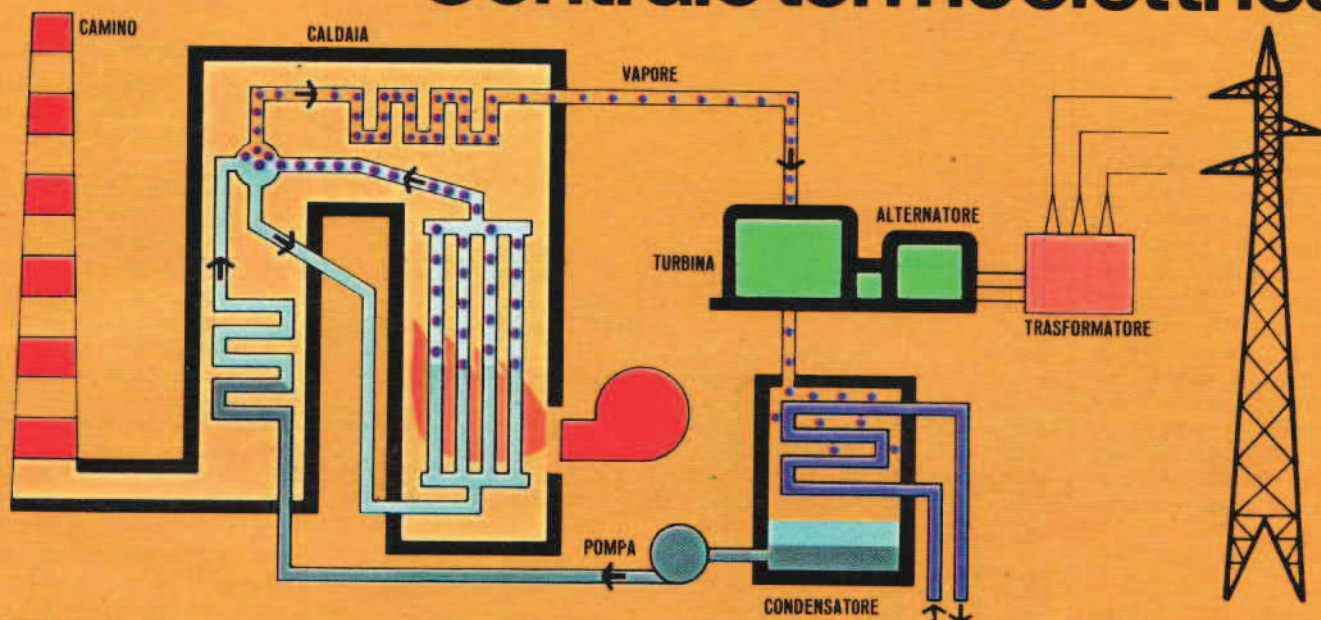 CAMINO
CALDAIA
VAPORE
ALTERNATORE
TURBINA
TRASFORMATORE
POMPA
CONDENSATORE